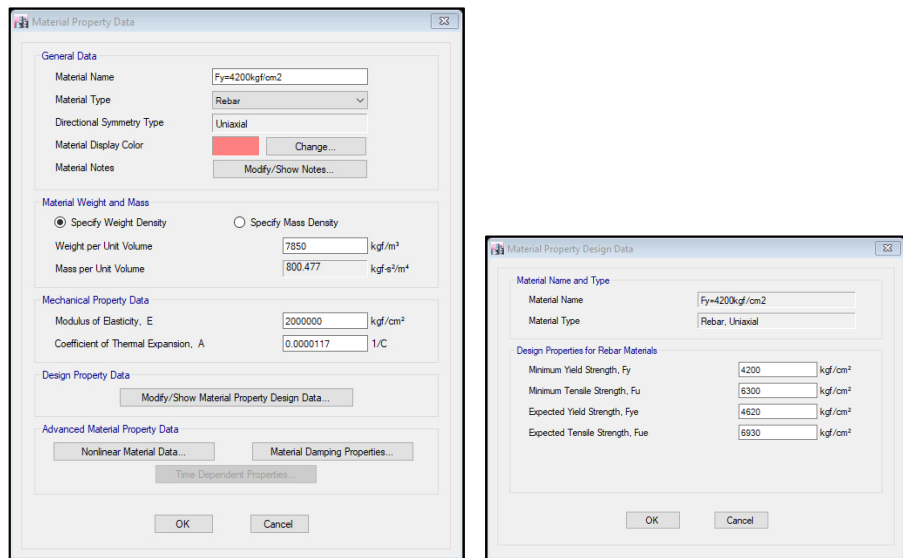 Material Property Data
General Data
Material Name Fy=4200kgf/cm2
Material Type Rebar
Directional Symmetry Type Uniaxial
Material Display Color Change...
Material Notes Modify/Show Notes...
Material Weight and Mass
Specify Weight Density Specify Mass Density
Weight per Unit Volume 7850 kgf/m³
Mass per Unit Volume 800.477 kgf-s²/m⁴
Mechanical Property Data
Modulus of Elasticity, E 2000000 kgf/cm²
Coefficient of Thermal Expansion, A 0.0000117 1/C
Design Property Data
Modify/Show Material Property Design Data...
Advanced Material Property Data
Nonlinear Material Data... Material Damping Properties...
Time Dependent Properties...
OK Cancel
Material Property Design Data
Material Name and Type
Material Name Fy=4200kgf/cm2
Material Type Rebar, Uniaxial
Design Properties for Rebar Materials
Minimum Yield Strength, Fy 4200 kgf/cm²
Minimum Tensile Strength, Fu 6300 kgf/cm²
Expected Yield Strength, Fye 4620 kgf/cm²
Expected Tensile Strength, Fue 6930 kgf/cm²
OK Cancel